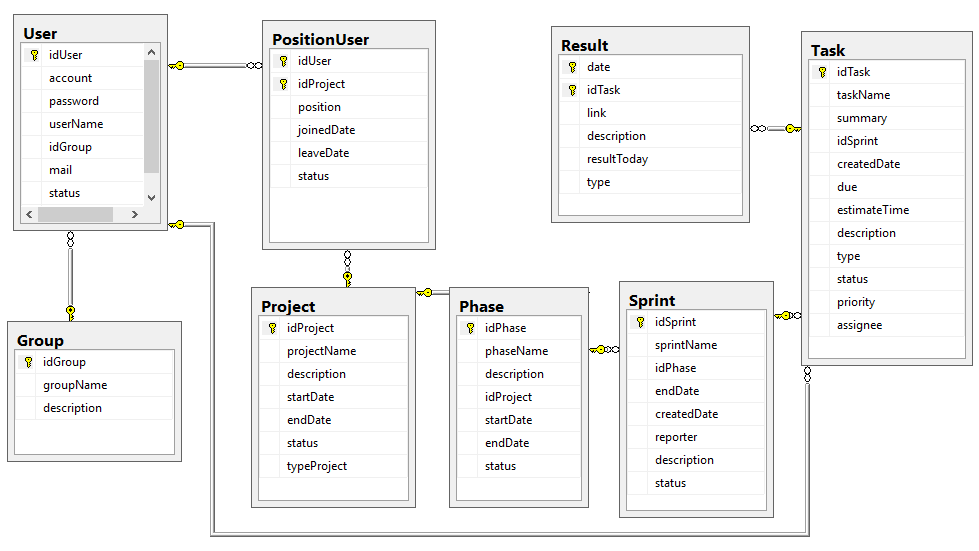 User
idUser
account
password
userName
idGroup
mail
status
PositionUser
idUser
idProject
position
joinedDate
leaveDate
status
Result
date
idTask
link
description
resultToday
type
Task
idTask
taskName
summary
idSprint
createdDate
due
estimateTime
description
type
status
priority
assignee
Group
idGroup
groupName
description
Project
idProject
projectName
description
startDate
endDate
status
typeProject
Phase
idPhase
phaseName
description
idProject
startDate
endDate
status
Sprint
idSprint
sprintName
idPhase
endDate
createdDate
reporter
description
status